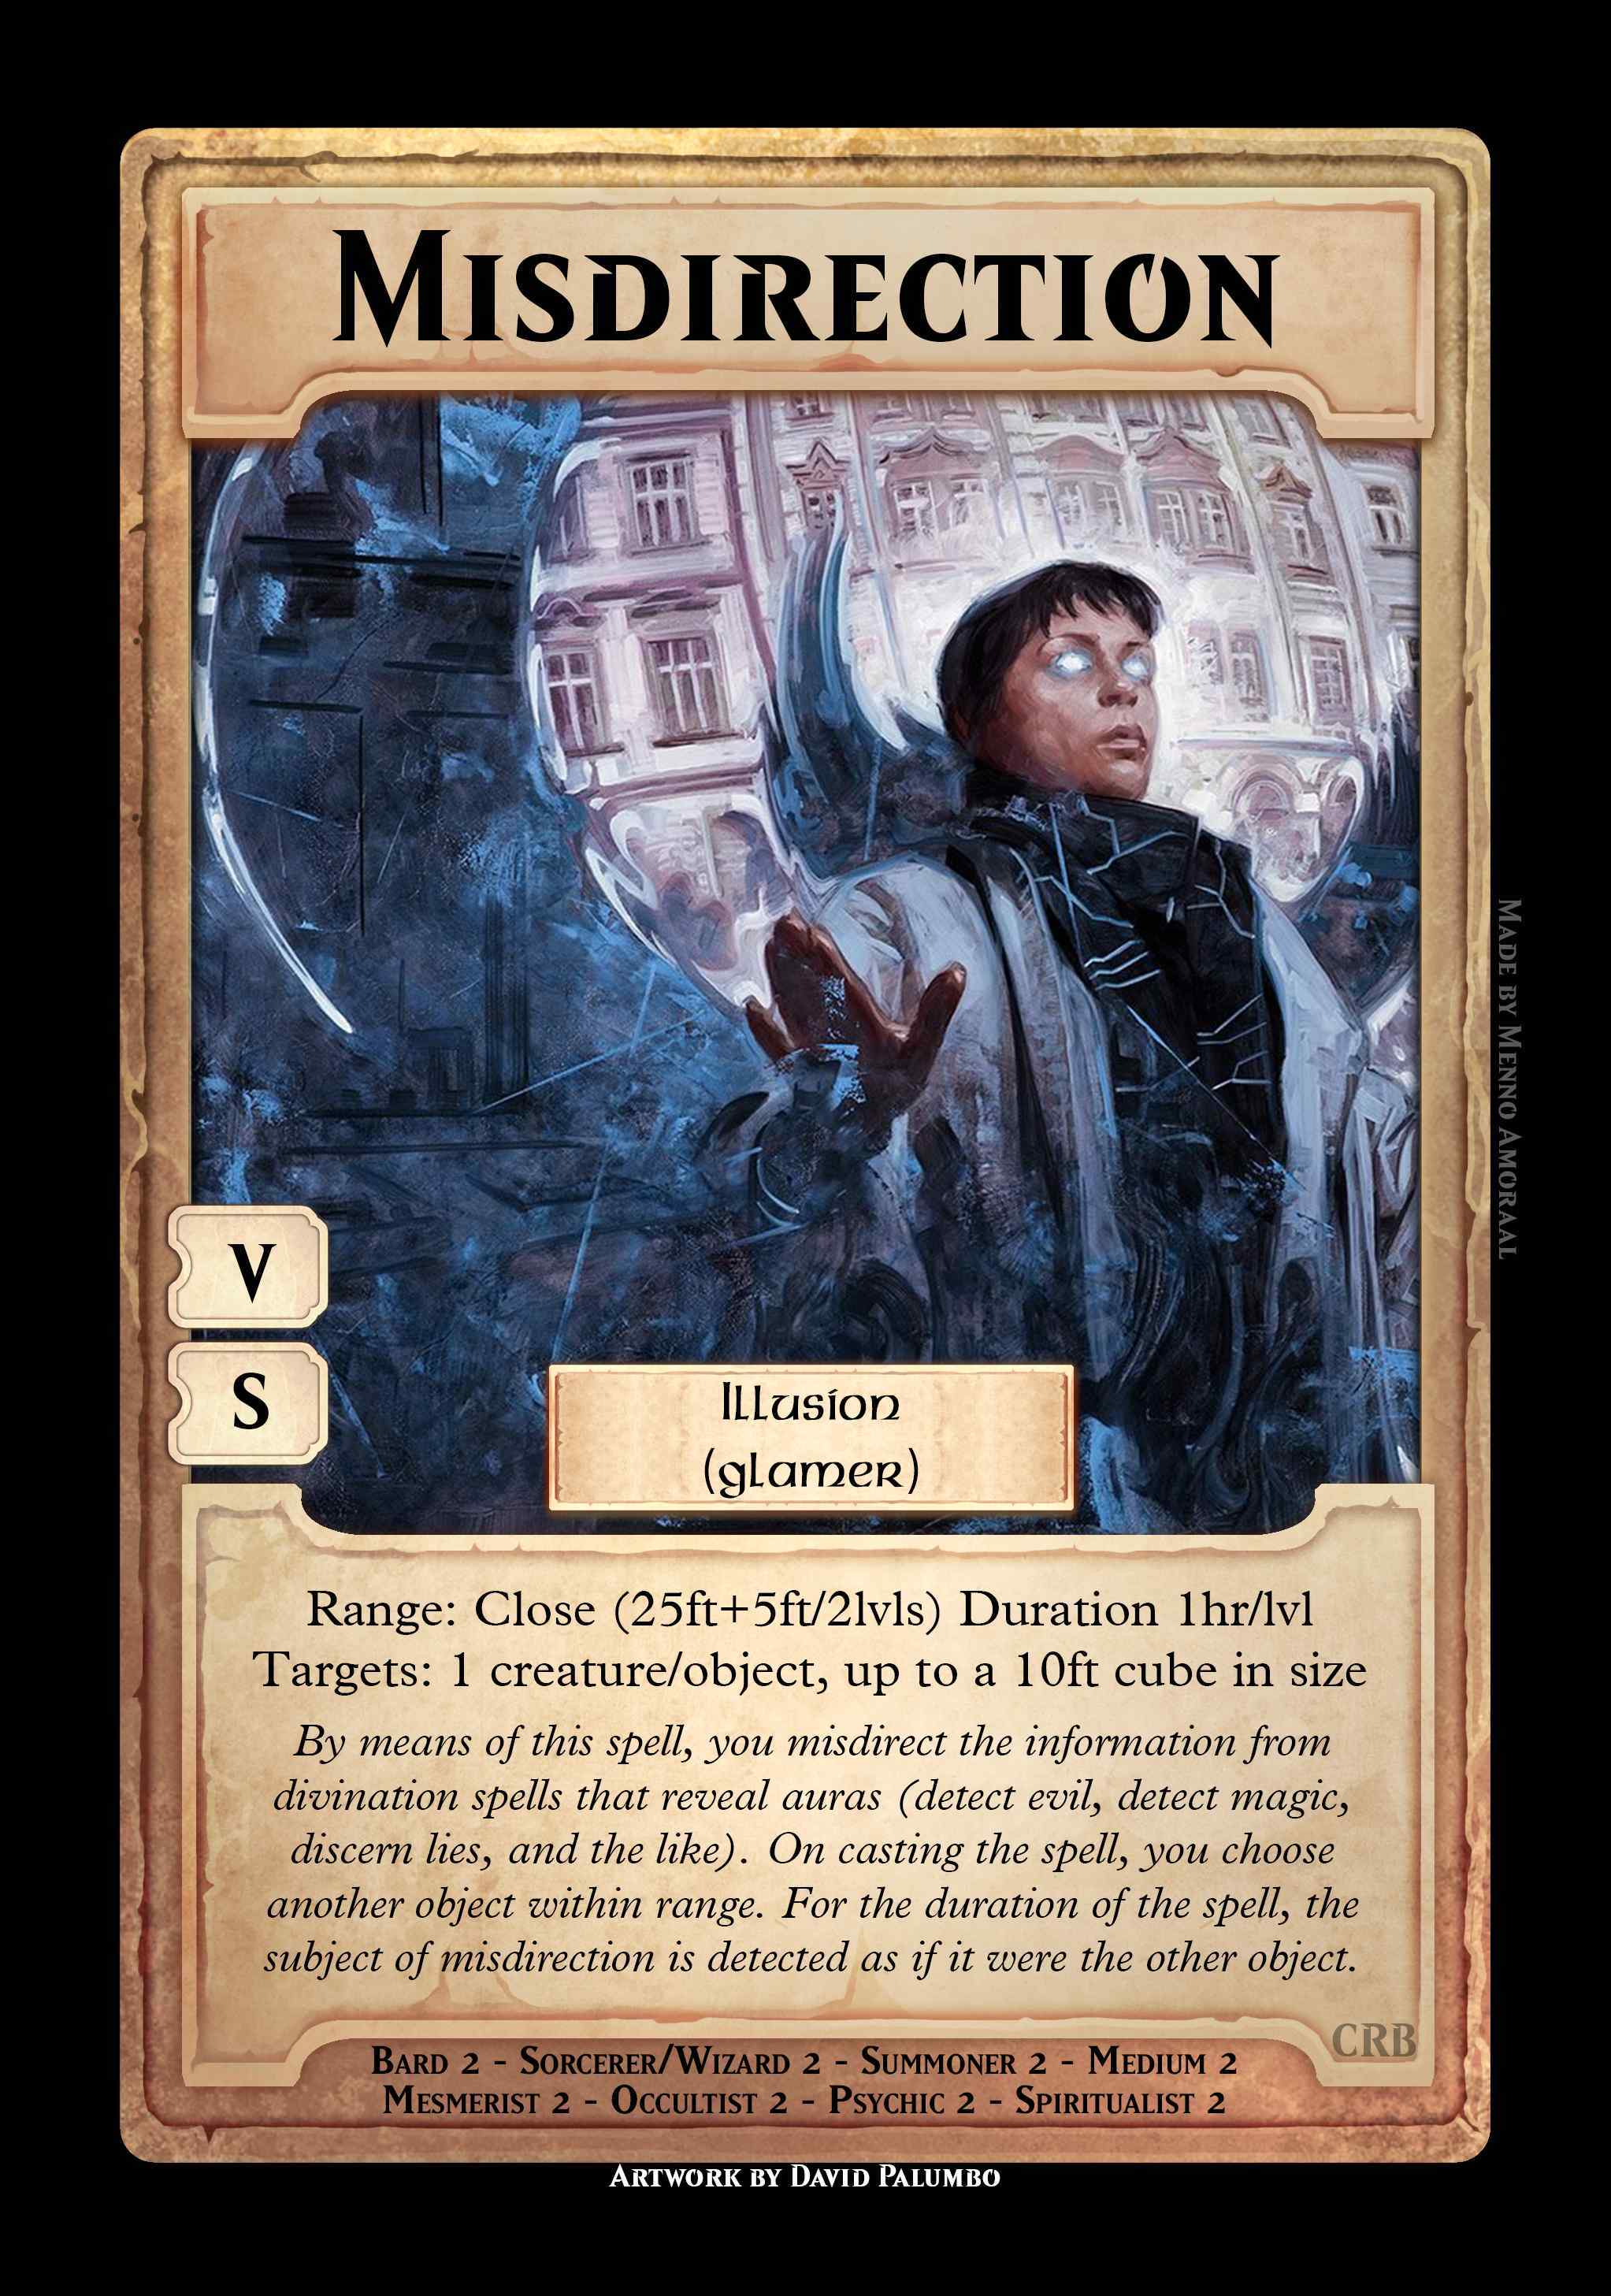 Misdirection
V
S
Illusion
(glamer)
Range: Close (25ft+5ft/2lvls) Duration 1hr/lvl
Targets: 1 creature/object, up to a 10ft cube in size
By means of this spell, you misdirect the information from
divination spells that reveal auras (detect evil, detect magic,
discern lies, and the like). On casting the spell, you choose
another object within range. For the duration of the spell, the
subject of misdirection is detected as if it were the other object.
CRB
Bard 2 - Sorcerer/Wizard 2 - Summoner 2 - Medium 2
Mesmerist 2 - Occultist 2 - Psychic 2 - Spiritualist 2
Artwork by David Palumbo
Made by Menno Amoraal